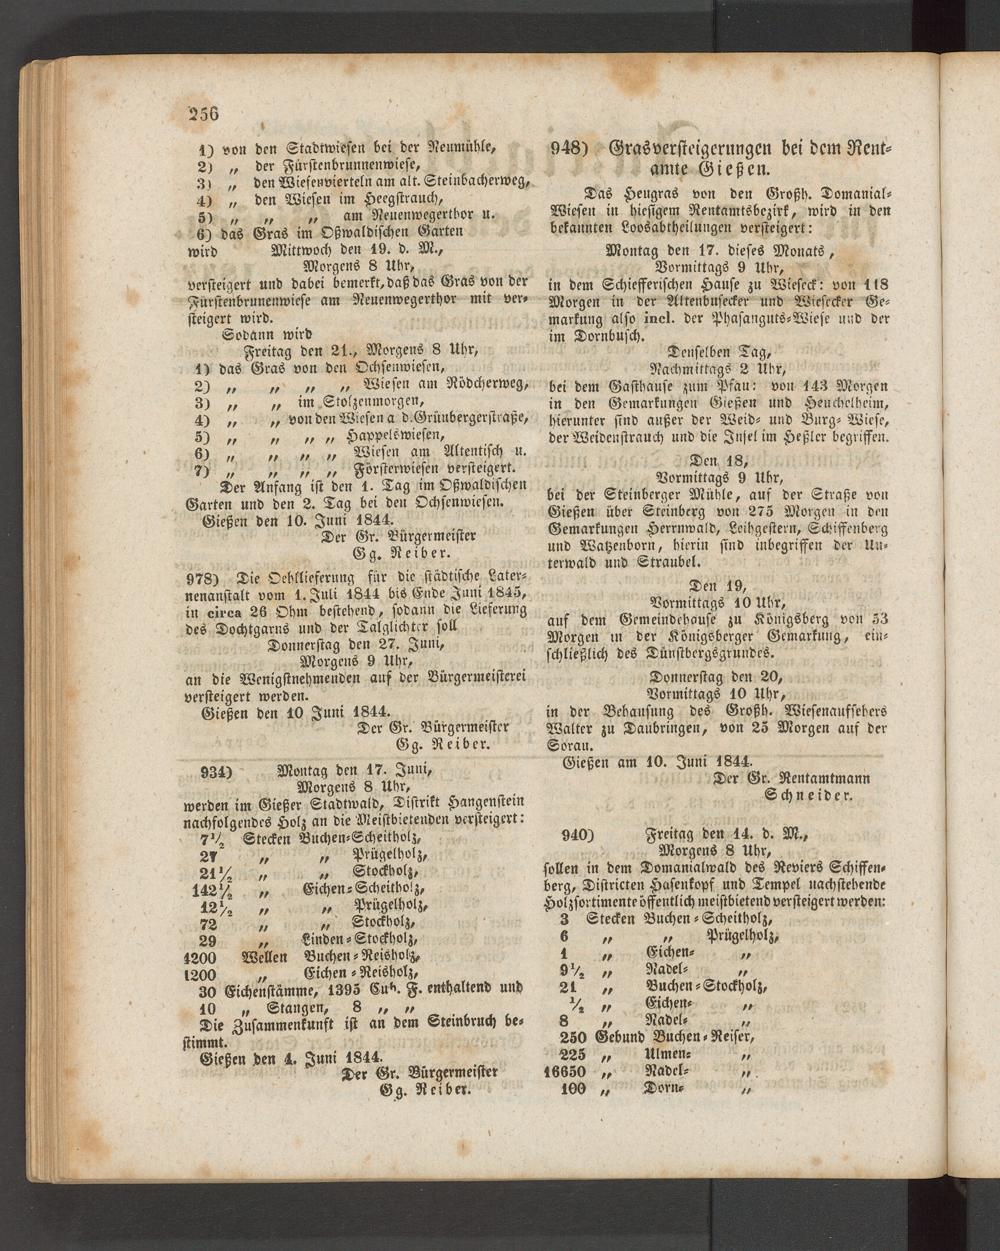 256
1) von den Stadtwiesen bei der Neumühle,
2) „ der Fürstenbrunnenwiese,
3) „ den Wiesenvierteln am alt. Steinbacherweg,
4) „ den Wiesen im Heegstrauch,
5) „ „ „ am Neuenwegerthor u.
6) das Gras im Oßwaldischen Garten
wird Mittwoch den 19. d. M.,
Morgens 8 Uhr,
versteigert und dabei bemerkt, daß das Gras von der
Fürstenbrunenwiese am Neuenwegerthor mit ver-
steigert wird.
Sodann wird
Freitag den 21., Morgens 8 Uhr,
1) das Gras von den Ochsenwiesen,
2) „ „ „ „ Wiesen am Rödcherweg,
3) „ „ im Stolzenmorgen,
4) „ „ von den Wiesen a d. Grünbergerstraße,
5) „ „ „ „ Happelswiesen,
6) „ „ „ „ Wiesen am Altentisch u.
7) „ „ „ „ Försterwiesen versteigert.
Der Anfang ist den 1. Tag im Oßwaldischen
Garten und den 2. Tag bei den Ochsenwiesen.
Gießen den 10. Juni 1844.
Der Gr. Bürgermeister
Gg. Reiber.
978) Die Oehllieferung für die städtische Later-
nenanstalt vom 1. Juli 1844 bis Ende Juni 1845,
in circa 26 Ohm bestehend, sodann die Lieferung
des Dochtgarns und der Talglichter soll
Donnerstag den 27. Juni,
Morgens 9 Uhr,
an die Wenigstnehmenden auf der Bürgermeisterei
versteigert werden.
Gießen den 10 Juni 1844.
Der Gr. Bürgermeister
Gg. Reiber.
934) Montag den 17. Juni,
Morgens 8 Uhr,
werden im Gießer Stadtwald, Distrikt Hangenstein
nachfolgendes Holz an die Meistbietenden versteigert:
7½ Stecken Buchen-Scheitholz,
27 „ „ Prügelholz,
21½ „ „ Stockholz,
142½ „ Eichen-Scheitholz,
12½ „ „ Prügelholz,
72 „ „ Stockholz,
29 „ Linden-Stockholz,
4200 Wellen Buchen-Reisholz,
1200 „ Eichen-Reisholz,
30 Eichenstämme, 1395 Cubf. F. enthaltend und
10 „ Stangen, 8 „ „
Die Zusammenkunft ist an dem Steinbruch be-
stimmt.
Gießen den 4. Juni 1844.
Der Gr. Bürgermeister
Gg. Reiber.
948) Grasversteigerungen bei dem Rent-
amte Gießen.
Das Heugras von den Großh. Domanial-
Wiesen in hiesigem Rentamtsbezirk, wird in den
bekannten Loosabtheilungen versteigert:
Montag den 17. dieses Monats,
Vormittags 9 Uhr,
in dem Schiefferischen Hause zu Wieseck: von 118
Morgen in der Altenbusecker und Wiesecker Ge-
markung also incl. der Phasanguts-Wiese und der
im Dornbusch.
Denselben Tag,
Nachmittags 2 Uhr,
bei dem Gasthause zum Pfau: von 143 Morgen
in den Gemarkungen Gießen und Heuchelheim,
hierunter sind außer der Weid- und Burg-Wiese,
der Weidenstrauch und die Insel im Heßler begriffen.
Den 18,
Vormittags 9 Uhr,
bei der Steinberger Mühle, auf der Straße von
Gießen über Steinberg von 275 Morgen in den
Gemarkungen Herrnwald, Leihgestern, Schiffenberg
und Watzenborn, hierin sind inbegriffen der Un-
terwald und Straubel.
Den 19,
Vormittags 10 Uhr,
auf dem Gemeindehause zu Königsberg von 53
Morgen in der Königsberger Gemarkung, ein-
schließlich des Dünstbergsgrundes.
Donnerstag den 20,
Vormittags 10 Uhr,
in der Behausung des Großh. Wiesenaufsehers
Walter zu Daubringen, von 25 Morgen auf der
Sorau.
Gießen am 10. Juni 1844.
Der Gr. Rentamtmann
Schneider.
940) Freitag den 14. d. M.,
Morgens 8 Uhr,
sollen in dem Domanialwald des Reviers Schiffen-
berg, Districten Hasenkopf und Tempel nachstehende
Holzsortimente öffentlich meistbietend versteigert werden:
3 Stecken Buchen-Scheitholz,
6 „ „ Prügelholz,
1 „ Eichen- „
9½ „ Nadel- „
21 „ Buchen-Stockholz,
½ „ Eichen- „
8 „ Nadel- „
250 Gebund Buchen-Reiser,
225 „ Ulmen- „
16650 „ Nadel- „
100 „ Dorn- „